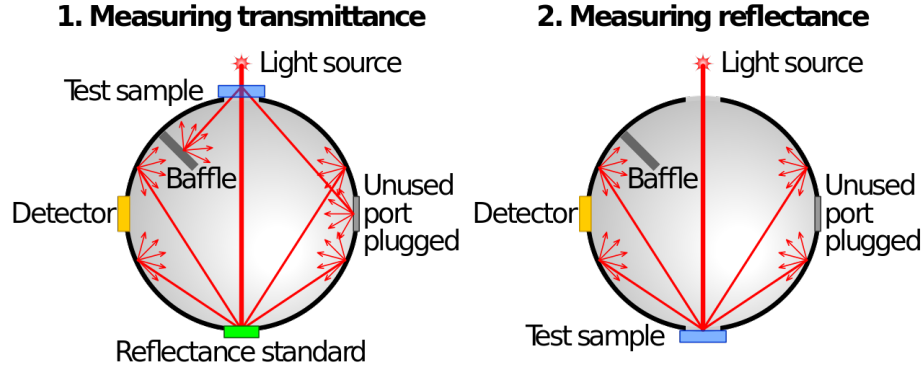 1. Measuring transmittance
Light source
Test sample
Baffle
Detector
Unused
port
plugged
Reflectance standard
2. Measuring reflectance
Light source
Baffle
Detector
Unused
port
plugged
Test sample